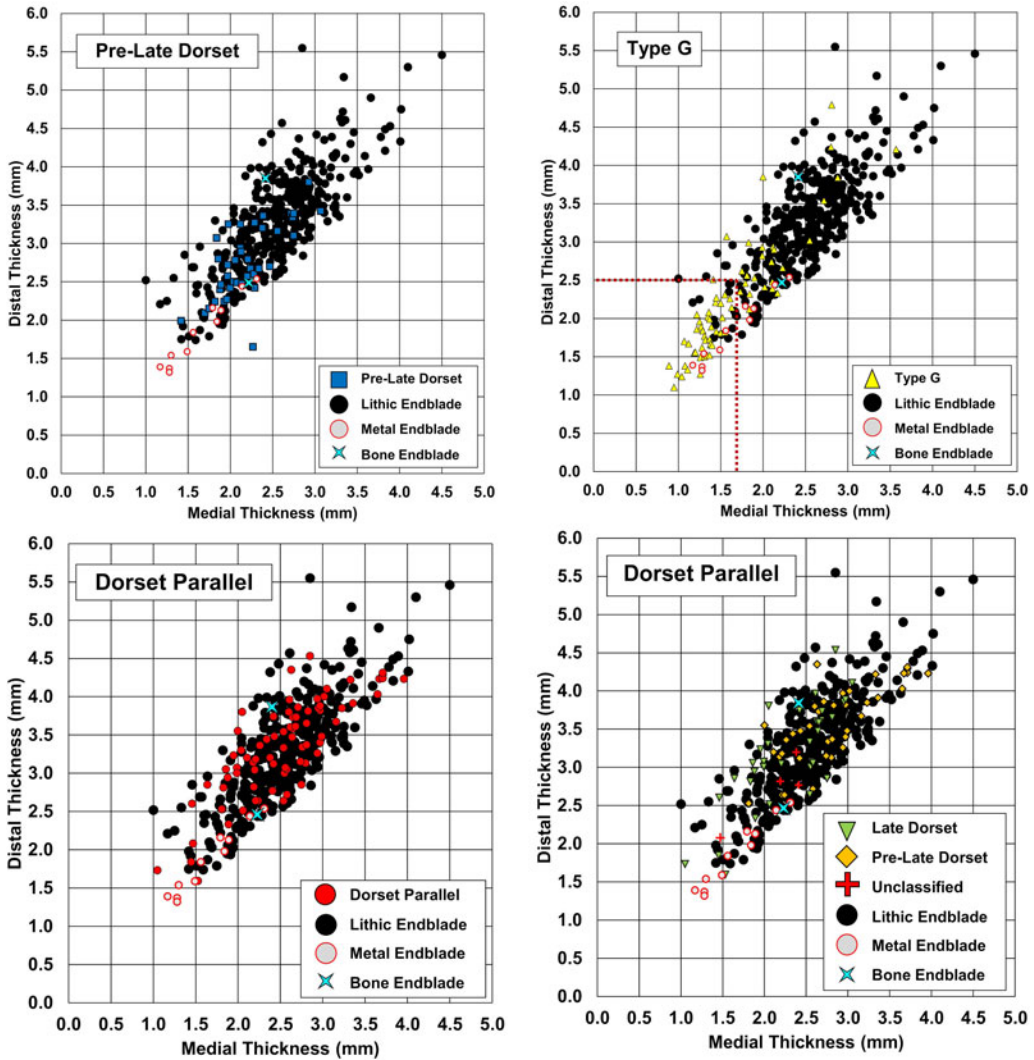 Pre-Late Dorset
Distal Thickness (mm)
6.0
5.5
5.0
4.5
4.0
3.5
3.0
2.5
2.0
1.5
1.0
0.5
0.0
Pre-Late Dorset
Lithic Endblade
Metal Endblade
Bone Endblade
0.0 0.5 1.0 1.5 2.0 2.5 3.0 3.5 4.0 4.5 5.0
Medial Thickness (mm)
Type G
Distal Thickness (mm)
6.0
5.5
5.0
4.5
4.0
3.5
3.0
2.5
2.0
1.5
1.0
0.5
0.0
Type G
Lithic Endblade
Metal Endblade
Bone Endblade
0.0 0.5 1.0 1.5 2.0 2.5 3.0 3.5 4.0 4.5 5.0
Medial Thickness (mm)
Dorset Parallel
Distal Thickness (mm)
6.0
5.5
5.0
4.5
4.0
3.5
3.0
2.5
2.0
1.5
1.0
0.5
0.0
Dorset Parallel
Lithic Endblade
Metal Endblade
Bone Endblade
0.0 0.5 1.0 1.5 2.0 2.5 3.0 3.5 4.0 4.5 5.0
Medial Thickness (mm)
Dorset Parallel
Distal Thickness (mm)
6.0
5.5
5.0
4.5
4.0
3.5
3.0
2.5
2.0
1.5
1.0
0.5
0.0
Late Dorset
Pre-Late Dorset
Unclassified
Lithic Endblade
Metal Endblade
Bone Endblade
0.0 0.5 1.0 1.5 2.0 2.5 3.0 3.5 4.0 4.5 5.0
Medial Thickness (mm)